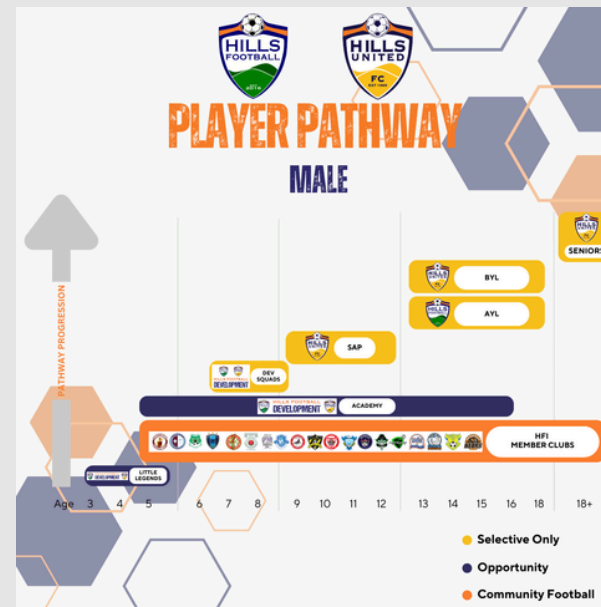 HILLS
FOOTBALL
HILLS
UNITED
FC
PLAYER PATHWAY
MALE
SENIORS
BYL
AYL
SAP
DEVELOPMENT
DEV
SQUADS
HILLS FOOTBALL
DEVELOPMENT
ACADEMY
HFI
MEMBER CLUBS
DEVELOPMENT
LITTLE
LEGENDS
PATHWAY PROGRESSION
Age 3 4 5 6 7 8 9 10 11 12 13 14 15 16 18 18+
Selective Only
Opportunity
Community Football